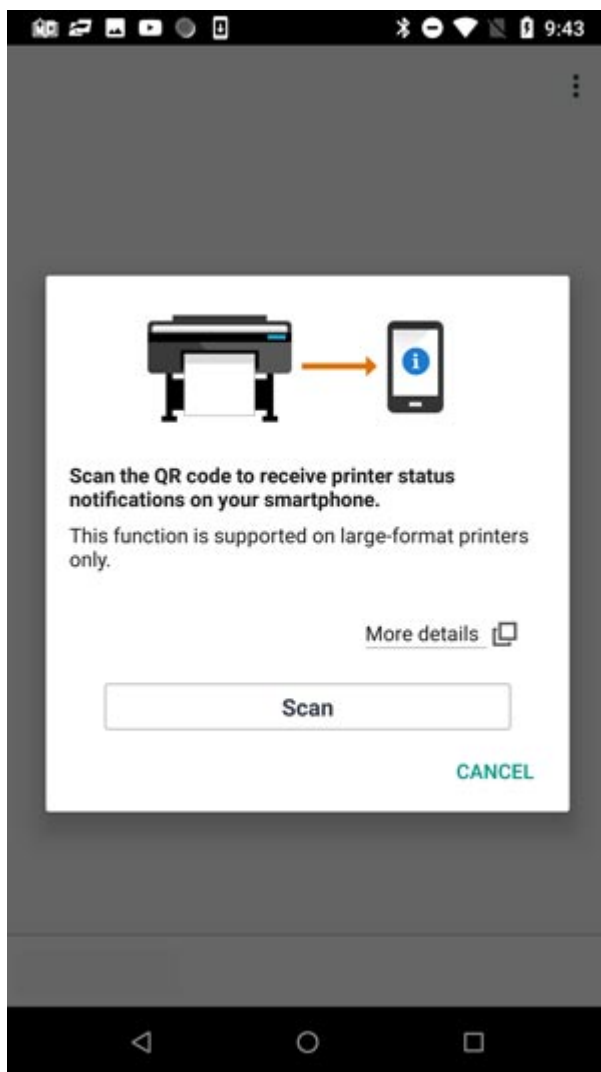 9:43
Scan the QR code to receive printer status
notifications on your smartphone.
This function is supported on large-format printers
only.
More details
Scan
CANCEL